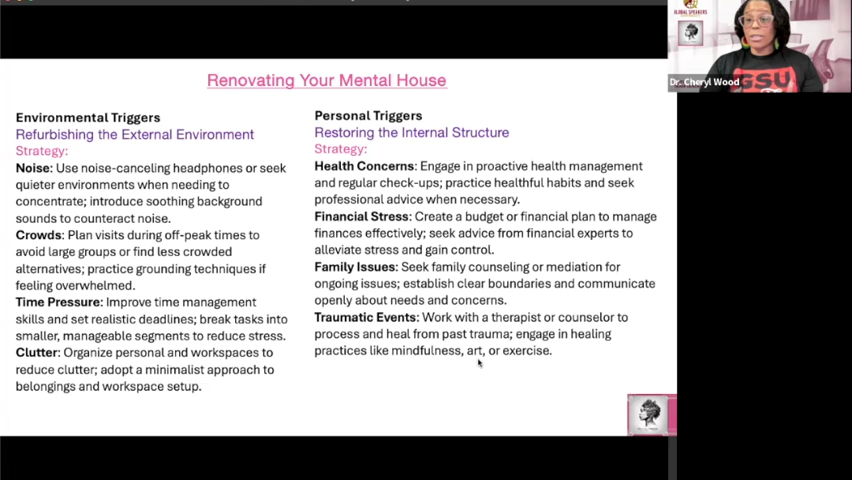 Renovating Your Mental House
Environmental Triggers
Refurbishing the External Environment
Strategy:
Noise: Use noise-canceling headphones or seek
quieter environments when needing to
concentrate; introduce soothing background
sounds to counteract noise.
Crowds: Plan visits during off-peak times to
avoid large groups or find less crowded
alternatives; practice grounding techniques if
feeling overwhelmed.
Time Pressure: Improve time management
skills and set realistic deadlines; break tasks into
smaller, manageable segments to reduce stress.
Clutter: Organize personal and workspaces to
reduce clutter; adopt a minimalist approach to
belongings and workspace setup.
Personal Triggers
Restoring the Internal Structure
Strategy:
Health Concerns: Engage in proactive health management
and regular check-ups; practice healthful habits and seek
professional advice when necessary.
Financial Stress: Create a budget or financial plan to manage
finances effectively; seek advice from financial experts to
alleviate stress and gain control.
Family Issues: Seek family counseling or mediation for
ongoing issues; establish clear boundaries and communicate
openly about needs and concerns.
Traumatic Events: Work with a therapist or counselor to
process and heal from past trauma; engage in healing
practices like mindfulness, art, or exercise.
GLOBAL SPEAKERS
GSU
Dr. Cheryl Wood